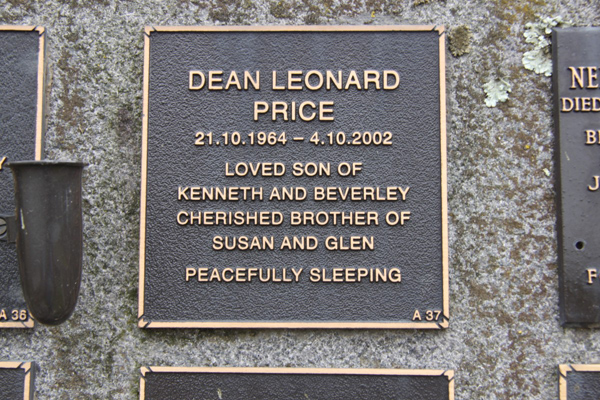 DEAN LEONARD
PRICE
21.10.1964 – 4.10.2002
LOVED SON OF
KENNETH AND BEVERLEY
CHERISHED BROTHER OF
SUSAN AND GLEN
PEACEFULLY SLEEPING
A 37
A 36
DIED